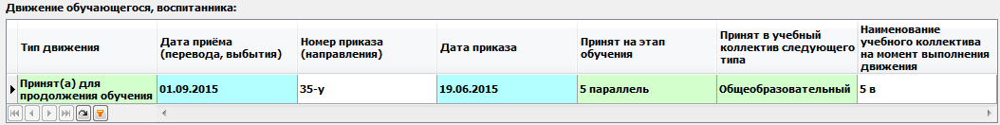 Движение обучающегося, воспитанника:
Тип движения
Дата приёма
(перевода, выбытия)
Номер приказа
(направления)
Дата приказа
Принят на этап
обучения
Принят в учебный
коллектив следующего
типа
Наименование
учебного коллектива
на момент выполнения
движения
Принят(а) для
продолжения обучения
01.09.2015
35-у
19.06.2015
5 параллель
Общеобразовательный
5 в